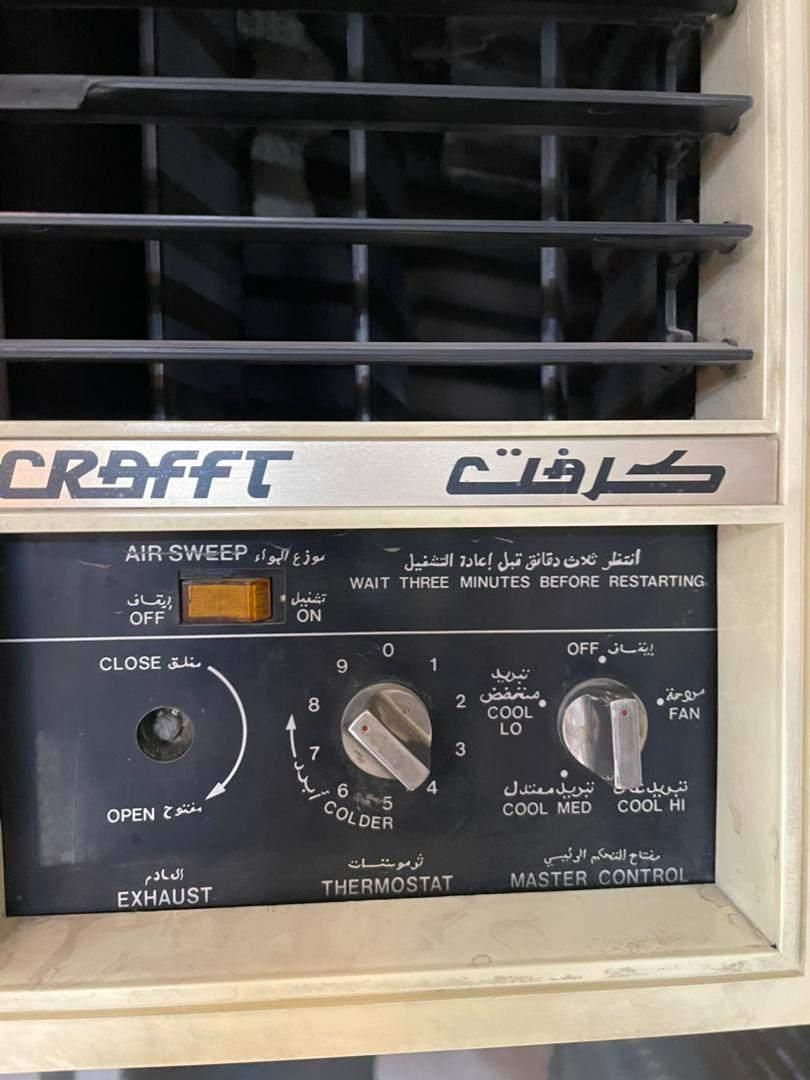 CRAFFT كرفت
AIR SWEEP موزع الهواء
إيقاف
OFF
تشغيل
ON
انتظر ثلاث دقائق قبل إعادة التشغيل
WAIT THREE MINUTES BEFORE RESTARTING
CLOSE مغلق
OPEN مفتوح
العادم
EXHAUST
0
1
2
3
4
5
6
7
8
9
أبرد
COLDER
ثرموستات
THERMOSTAT
OFF إيقاف
مروحة
FAN
تبريد
منخفض
COOL
LO
تبريد معتدل
COOL MED
تبريد
COOL HI
مفتاح التحكم الرئيسي
MASTER CONTROL